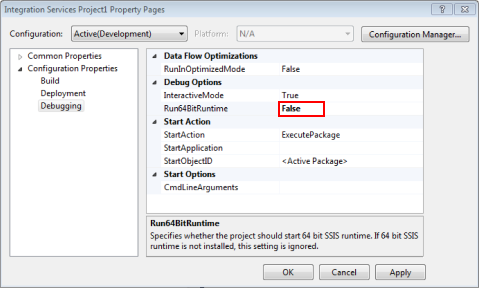 Integration Services Project1 Property Pages
Configuration: Active(Development) Platform: N/A Configuration Manager...
Common Properties
Configuration Properties
Build
Deployment
Debugging
Data Flow Optimizations
RunInOptimizedMode False
Debug Options
InteractiveMode True
Run64BitRuntime False
Start Action
StartAction ExecutePackage
StartApplication
StartObjectID <Active Package>
Start Options
CmdLineArguments
Run64BitRuntime
Specifies whether the project should start 64 bit SSIS runtime. If 64 bit SSIS
runtime is not installed, this setting is ignored.
OK Cancel Apply